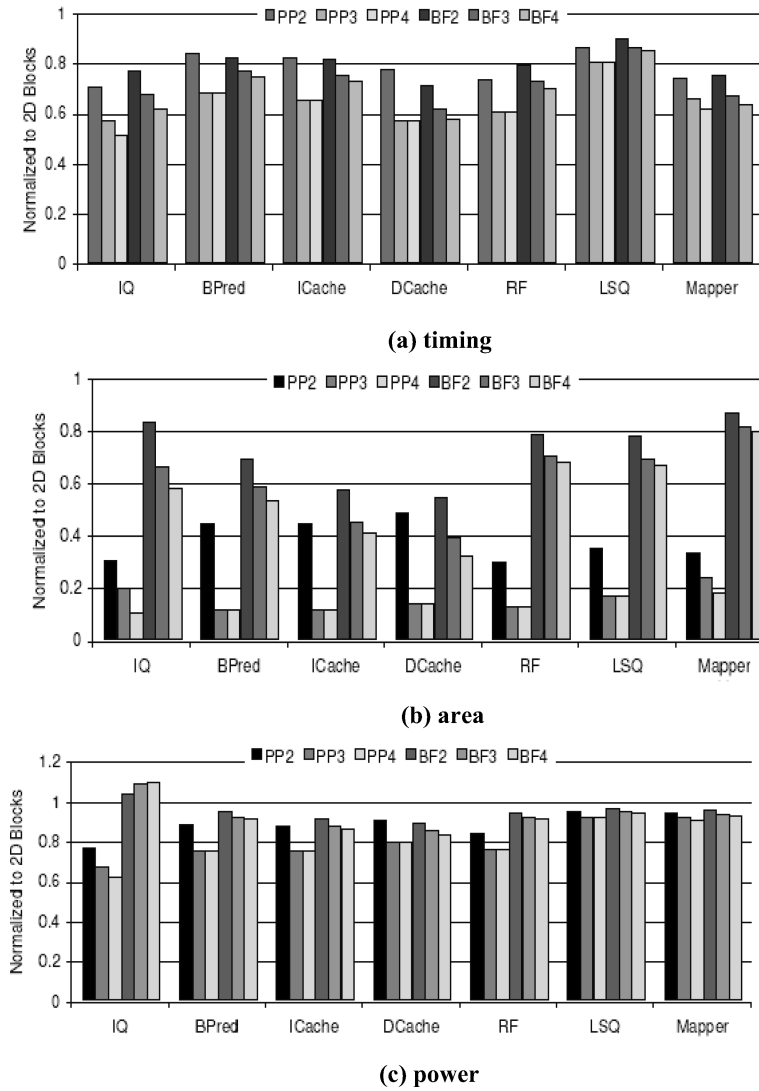 PP2 PP3 PP4 BF2 BF3 BF4
Normalized to 2D Blocks
1
0.8
0.6
0.4
0.2
0
IQ BPred ICache DCache RF LSQ Mapper
(a) timing
PP2 PP3 PP4 BF2 BF3 BF4
Normalized to 2D Blocks
1
0.8
0.6
0.4
0.2
0
IQ BPred ICache DCache RF LSQ Mapper
(b) area
PP2 PP3 PP4 BF2 BF3 BF4
Normalized to 2D Blocks
1.2
1
0.8
0.6
0.4
0.2
0
IQ BPred ICache DCache RF LSQ Mapper
(c) power